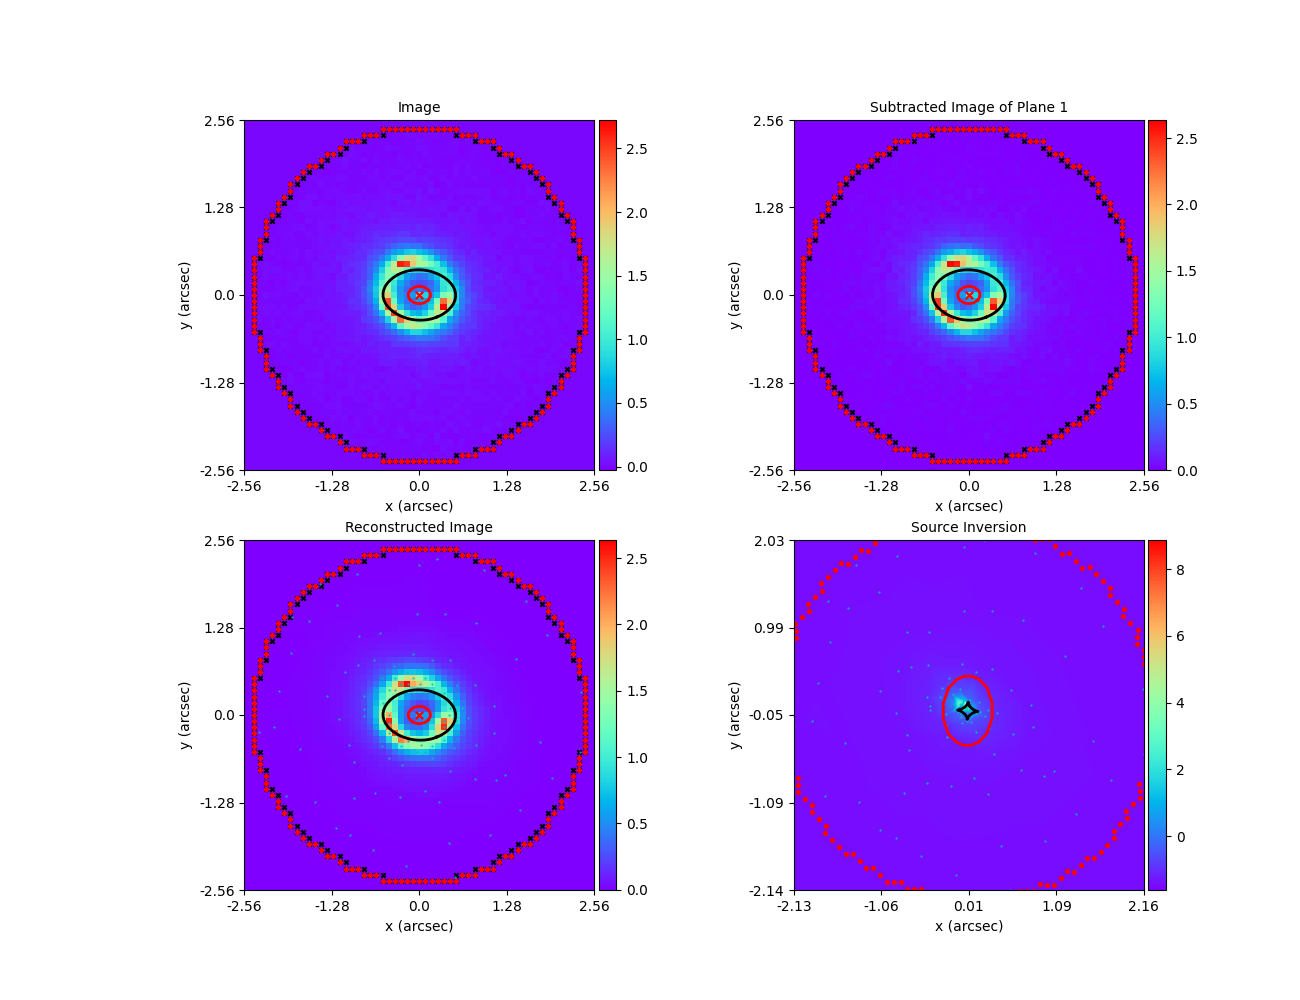 Image
2.56
1.28
0.0
-1.28
-2.56
y (arcsec)
-2.56 -1.28 0.0 1.28 2.56
x (arcsec)
2.5
2.0
1.5
1.0
0.5
0.0
Subtracted Image of Plane 1
2.56
1.28
0.0
-1.28
-2.56
y (arcsec)
-2.56 -1.28 0.0 1.28 2.56
x (arcsec)
2.5
2.0
1.5
1.0
0.5
0.0
Reconstructed Image
2.56
1.28
0.0
-1.28
-2.56
y (arcsec)
-2.56 -1.28 0.0 1.28 2.56
x (arcsec)
2.5
2.0
1.5
1.0
0.5
0.0
Source Inversion
2.03
0.99
-0.05
-1.09
-2.14
y (arcsec)
-2.13 -1.06 0.01 1.09 2.16
x (arcsec)
8
6
4
2
0